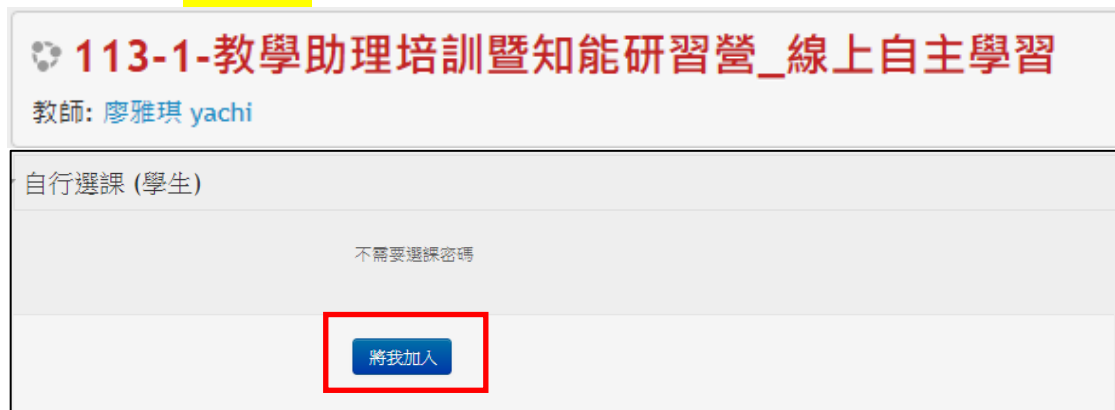 113-1-教學助理培訓暨知能研習營_線上自主學習
教師: 廖雅琪 yachi
自行選課 (學生)
不需要選課密碼
將我加入